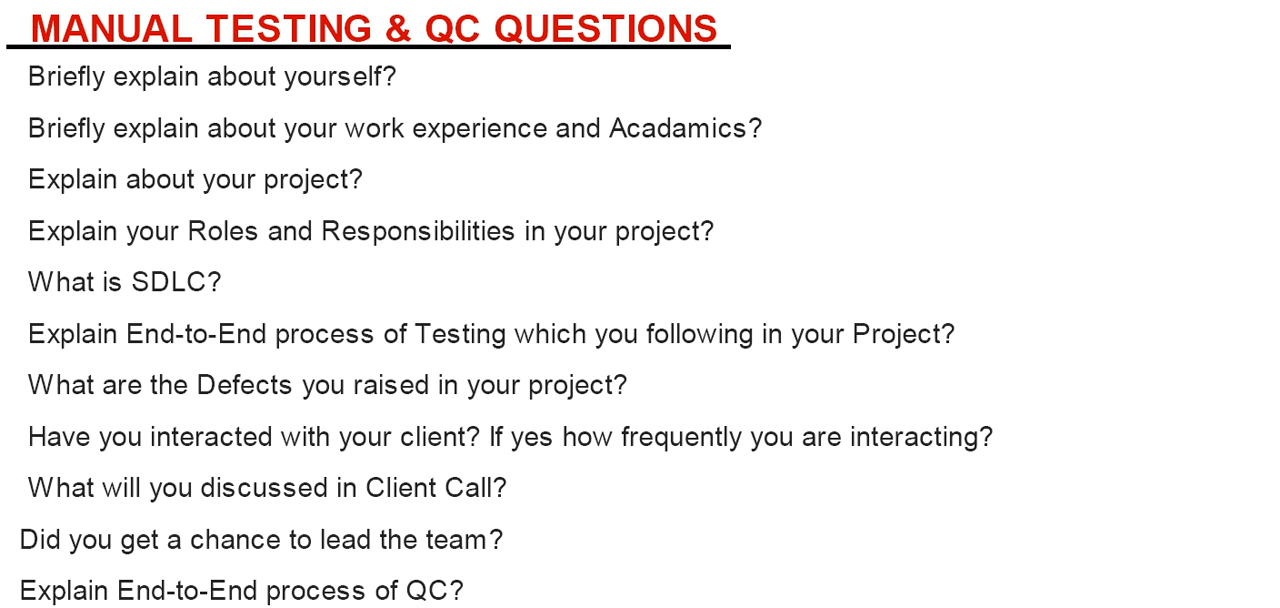 MANUAL TESTING & QC QUESTIONS
Briefly explain about yourself?
Briefly explain about your work experience and Acadamics?
Explain about your project?
Explain your Roles and Responsibilities in your project?
What is SDLC?
Explain End-to-End process of Testing which you following in your Project?
What are the Defects you raised in your project?
Have you interacted with your client? If yes how frequently you are interacting?
What will you discussed in Client Call?
Did you get a chance to lead the team?
Explain End-to-End process of QC?